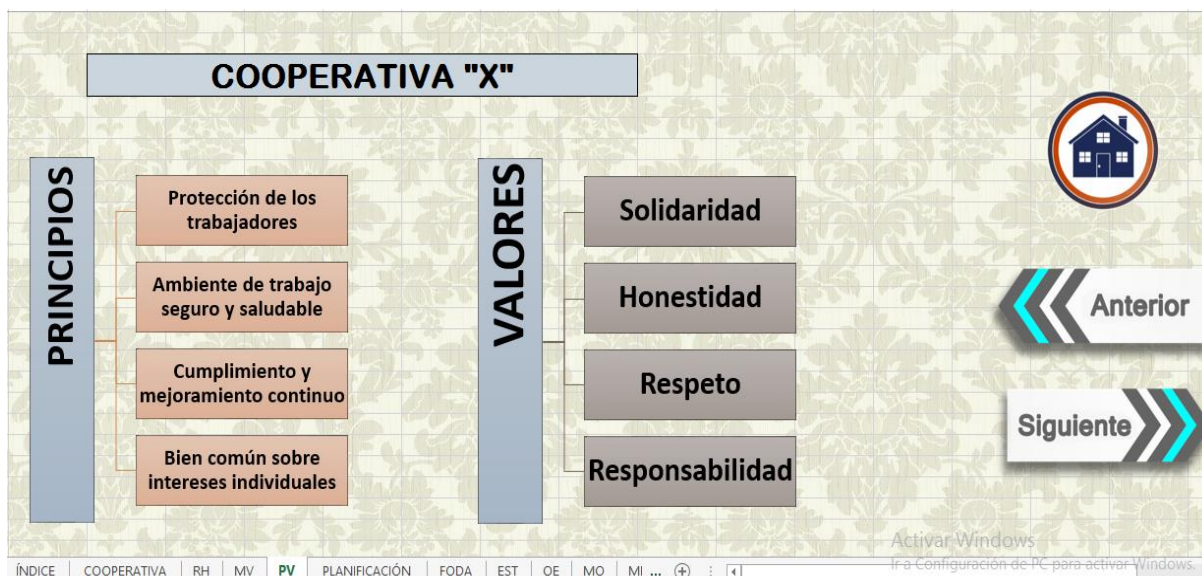 COOPERATIVA "X"
PRINCIPIOS
Protección de los
trabajadores
Ambiente de trabajo
seguro y saludable
Cumplimiento y
mejoramiento continuo
Bien común sobre
intereses individuales
VALORES
Solidaridad
Honestidad
Respeto
Responsabilidad
Anterior
Siguiente
Activar Windows
Ir a Configuración de PC para activar Windows.
ÍNDICE COOPERATIVA RH MV PV PLANIFICACIÓN FODA EST OE MO MI ...